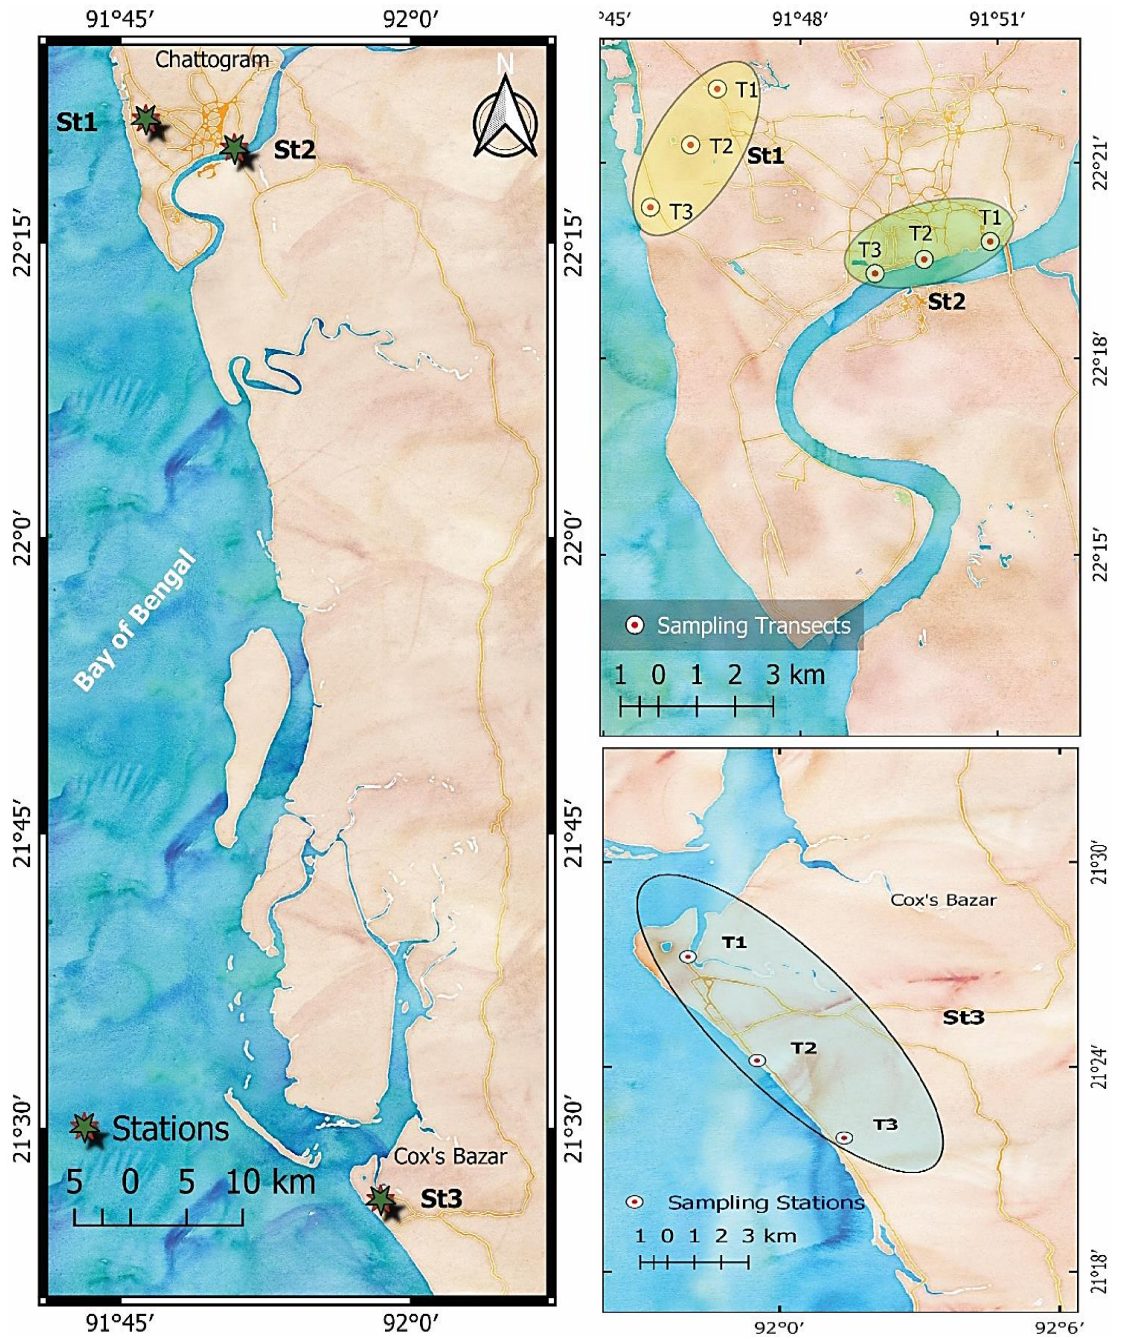 91°45′ 92°0′
Chattogram
N
St1
St2
22°15′ 22°15′
22°0′ 22°0′
Bay of Bengal
21°45′ 21°45′
21°30′ 21°30′
Stations
5 0 5 10 km
Cox's Bazar
St3
91°45′ 92°0′
°45′ 91°48′ 91°51′
T1
T2
St1
T3
22°21′
T1
T2
T3
St2
22°18′
22°15′
Sampling Transects
1 0 1 2 3 km
21°30′
Cox's Bazar
T1
St3
T2
21°24′
T3
Sampling Stations
1 0 1 2 3 km
21°18′
92°0′ 92°6′